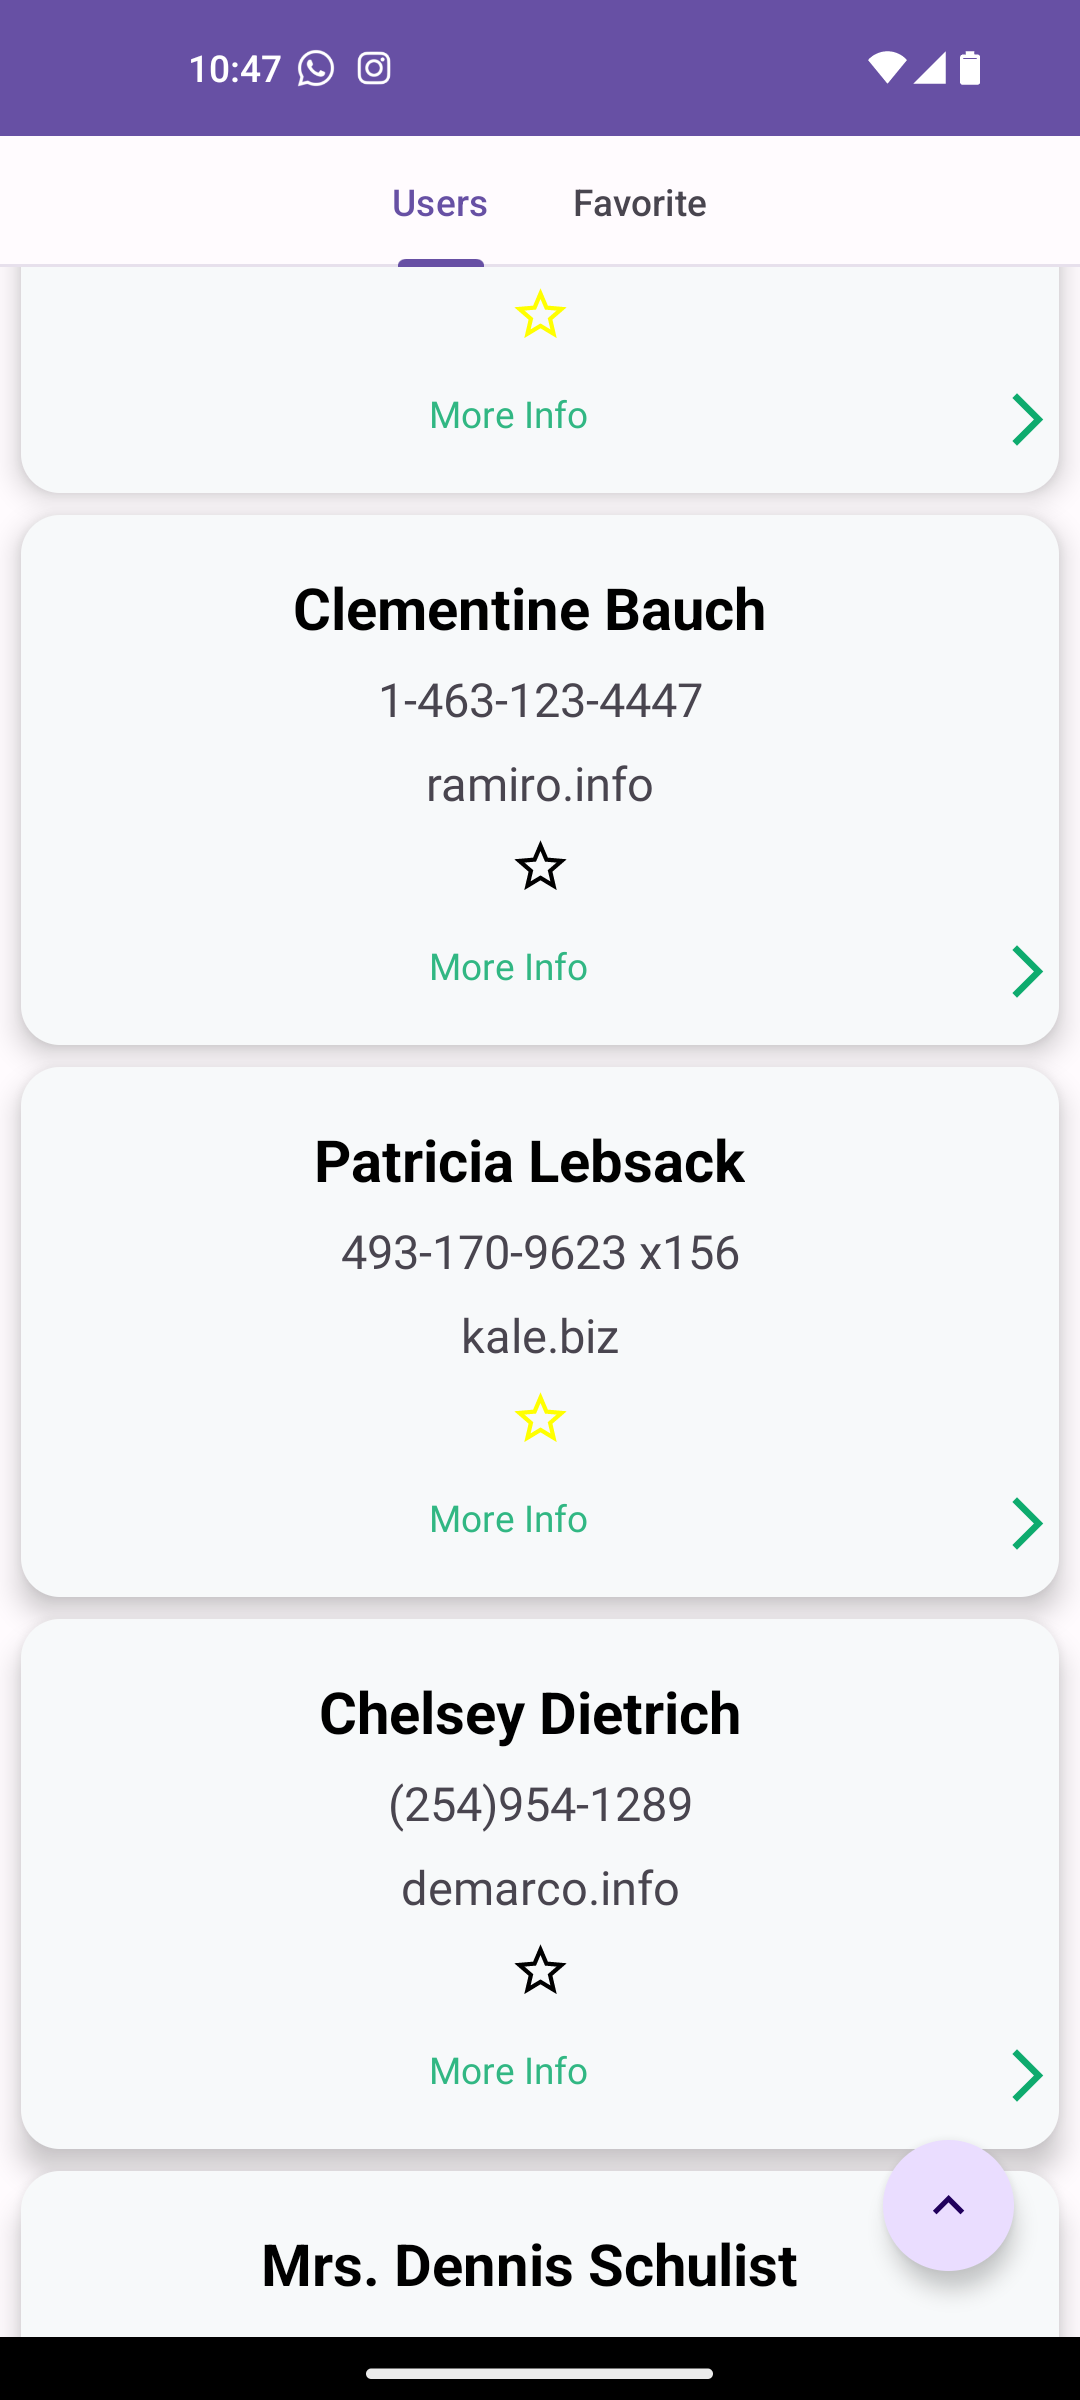 10:47
Users Favorite
More Info
Clementine Bauch
1-463-123-4447
ramiro.info
More Info
Patricia Lebsack
493-170-9623 x156
kale.biz
More Info
Chelsey Dietrich
(254)954-1289
demarco.info
More Info
Mrs. Dennis Schulist